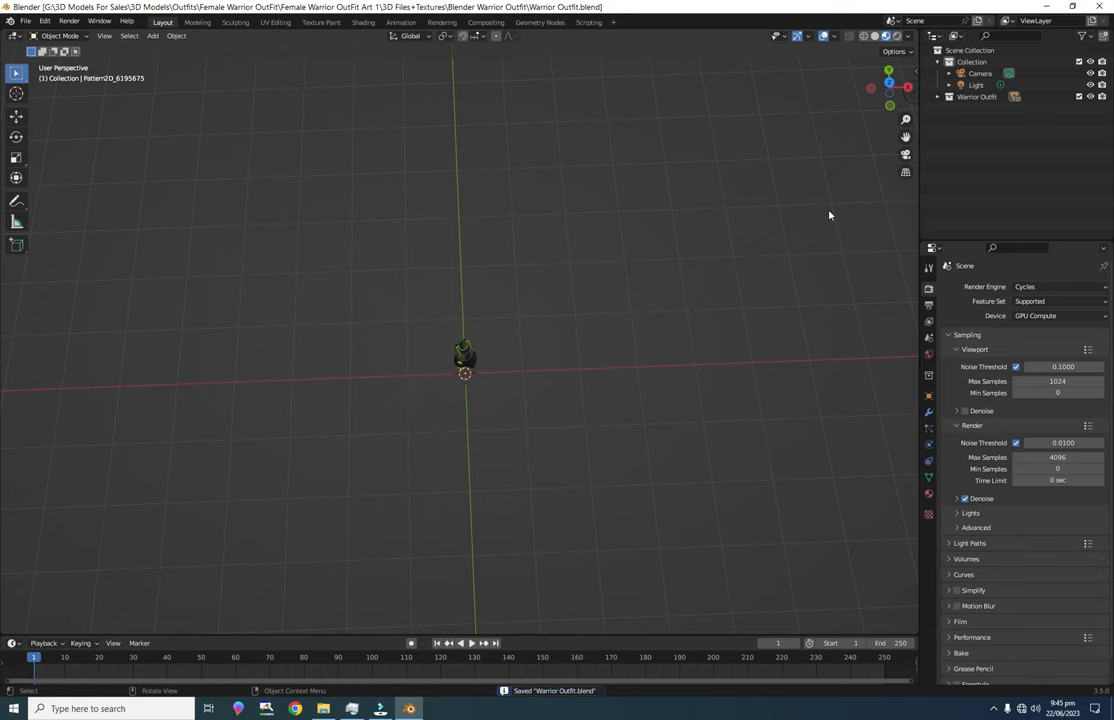 Blender [G:\3D Models For Sales\3D Models\Outfits\Female Warrior OutFit\Female Warrior OutFit Art 1\3D Files+Textures\Blender Warrior Outfit\Warrior Outfit.blend]
File Edit Render Window Help Layout Modeling Sculpting UV Editing Texture Paint Shading Animation Rendering Compositing Geometry Nodes Scripting + Scene ViewLayer
Object Mode View Select Add Object Global
Options
User Perspective
(1) Collection | Pattern2D_6195675
Y
Z
X
Scene Collection
Collection
Camera
Light
Warrior Outfit
Scene
Render Engine Cycles
Feature Set Supported
Device GPU Compute
Sampling
Viewport
Noise Threshold 0.1000
Max Samples 1024
Min Samples 0
Denoise
Render
Noise Threshold 0.0100
Max Samples 4096
Min Samples 0
Time Limit 0 sec
Denoise
Lights
Advanced
Light Paths
Volumes
Curves
Simplify
Motion Blur
Film
Performance
Bake
Grease Pencil
Playback Keying View Marker 1 Start 1 End 250
1 10 20 30 40 50 60 70 80 90 100 110 120 130 140 150 160 170 180 190 200 210 220 230 240 250
Select Rotate View Object Context Menu Saved "Warrior Outfit.blend" 3.5.0
Type here to search
9:45 pm
22/06/2023